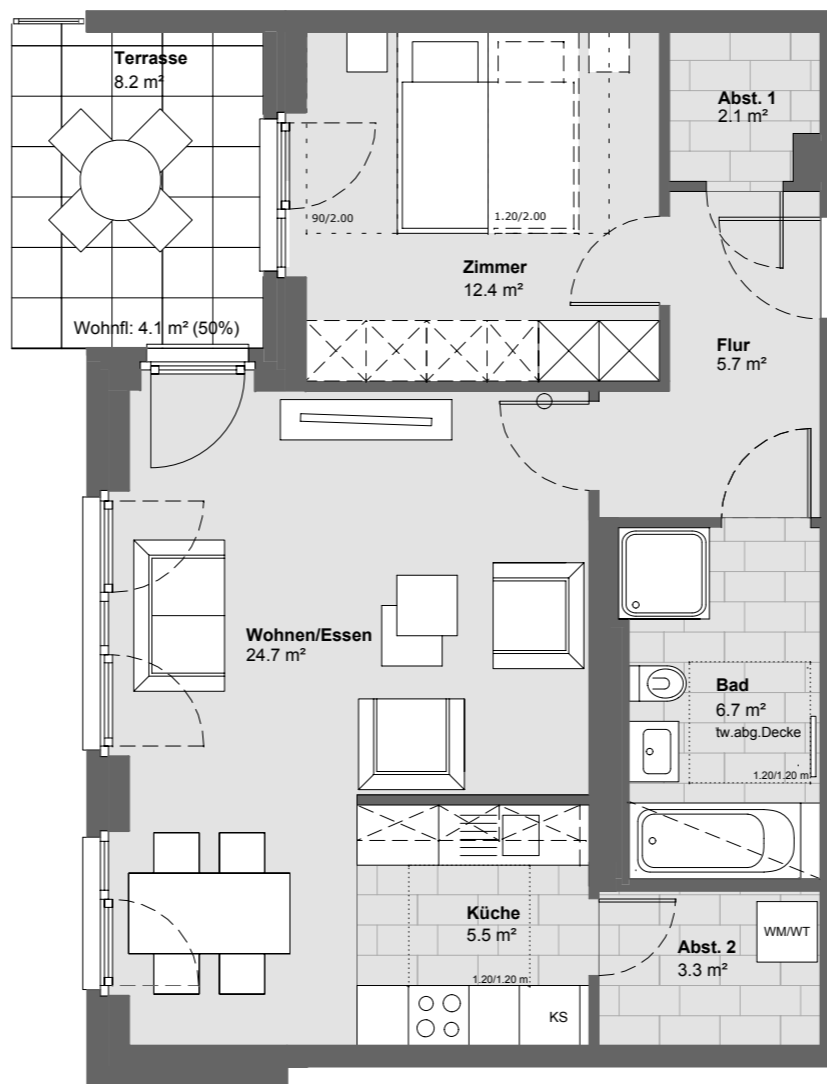 Terrasse
8.2 m²
Abst. 1
2.1 m²
90/2.00
1.20/2.00
Zimmer
12.4 m²
Wohnfl: 4.1 m² (50%)
Flur
5.7 m²
Wohnen/Essen
24.7 m²
Bad
6.7 m²
tw.abg.Decke
1.20/1.20 m
Küche
5.5 m²
1.20/1.20 m
KS
Abst. 2
3.3 m²
WM/WT